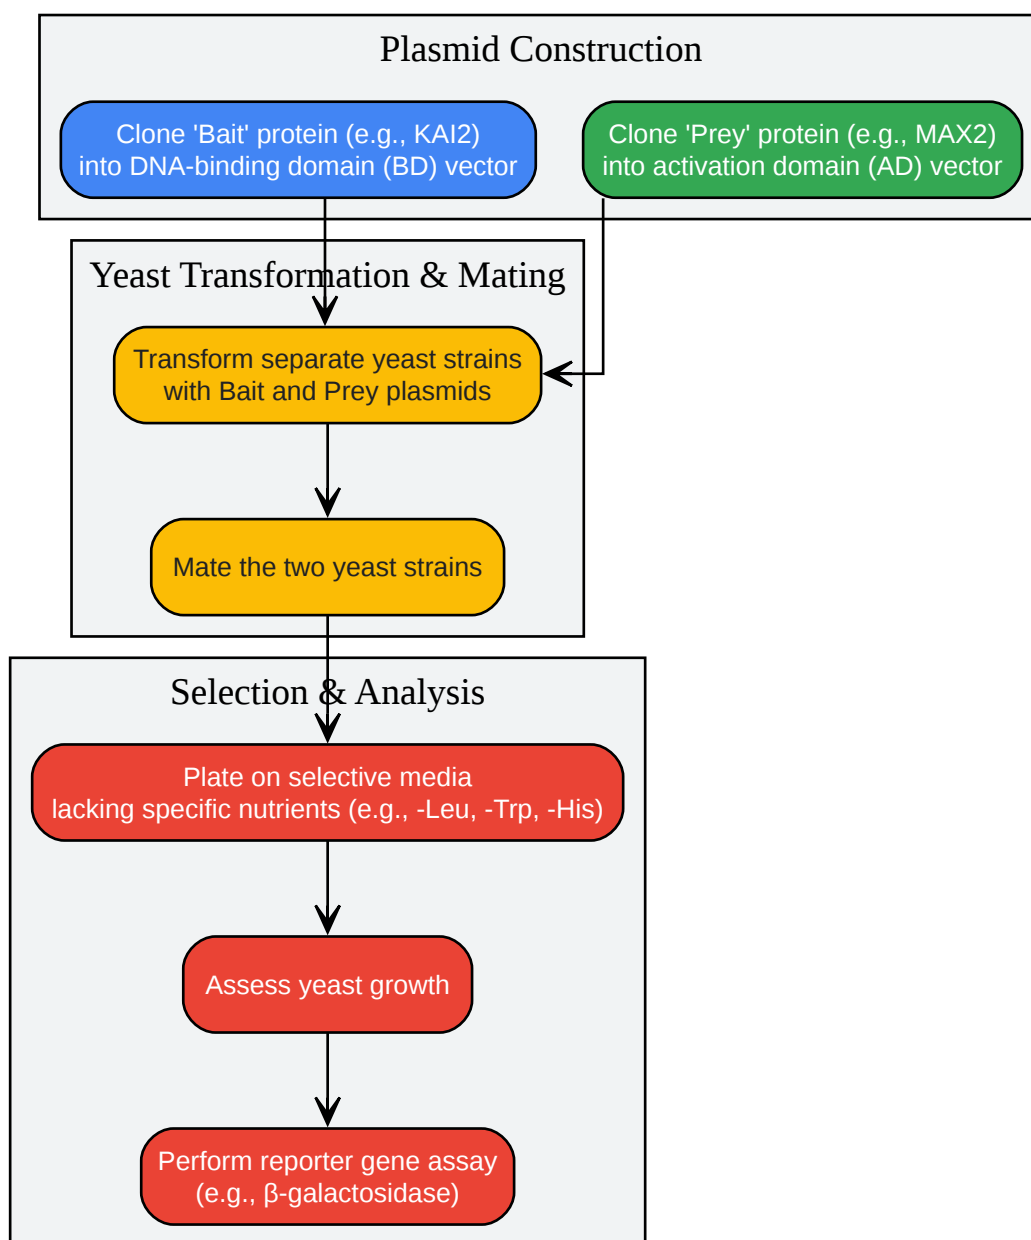 Plasmid Construction
Clone 'Bait' protein (e.g., KAI2)
into DNA-binding domain (BD) vector
Clone 'Prey' protein (e.g., MAX2)
into activation domain (AD) vector
Yeast Transformation & Mating
Transform separate yeast strains
with Bait and Prey plasmids
Mate the two yeast strains
Selection & Analysis
Plate on selective media
lacking specific nutrients (e.g., -Leu, -Trp, -His)
Assess yeast growth
Perform reporter gene assay
(e.g., β-galactosidase)